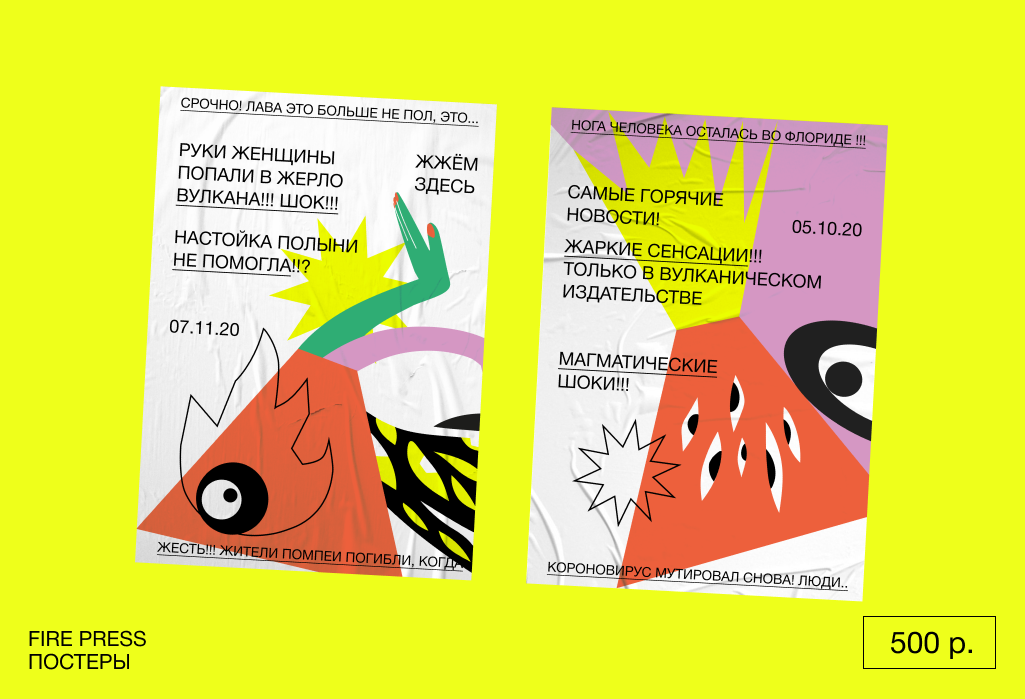 СРОЧНО! ЛАВА ЭТО БОЛЬШЕ НЕ ПОЛ, ЭТО...
РУКИ ЖЕНЩИНЫ
ПОПАЛИ В ЖЕРЛО
ВУЛКАНА!!! ШОК!!!
ЖЖЁМ
ЗДЕСЬ
НАСТОЙКА ПОЛЫНИ
НЕ ПОМОГЛА!!?
07.11.20
ЖЕСТЬ!!! ЖИТЕЛИ ПОМПЕИ ПОГИБЛИ, КОГДА
НОГА ЧЕЛОВЕКА ОСТАЛАСЬ ВО ФЛОРИДЕ !!!
САМЫЕ ГОРЯЧИЕ
НОВОСТИ!
05.10.20
ЖАРКИЕ СЕНСАЦИИ!!!
ТОЛЬКО В ВУЛКАНИЧЕСКОМ
ИЗДАТЕЛЬСТВЕ
МАГМАТИЧЕСКИЕ
ШОКИ!!!
КОРОНОВИРУС МУТИРОВАЛ СНОВА! ЛЮДИ..
FIRE PRESS
ПОСТЕРЫ
500 р.